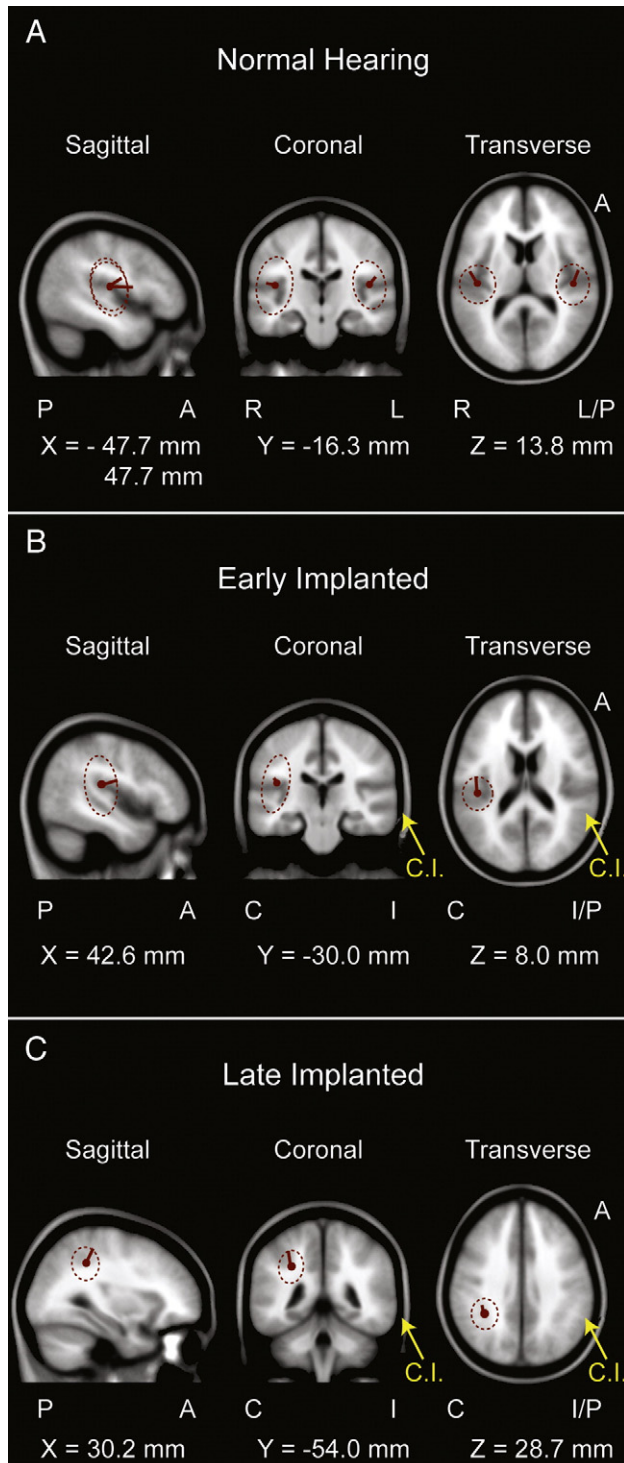 A
Normal Hearing
Sagittal Coronal Transverse
A
P A R L R L/P
X = - 47.7 mm Y = -16.3 mm Z = 13.8 mm
47.7 mm
B
Early Implanted
Sagittal Coronal Transverse
A
C.I. C.I.
P A C I C I/P
X = 42.6 mm Y = -30.0 mm Z = 8.0 mm
C
Late Implanted
Sagittal Coronal Transverse
A
C.I. C.I.
P A C I C I/P
X = 30.2 mm Y = -54.0 mm Z = 28.7 mm